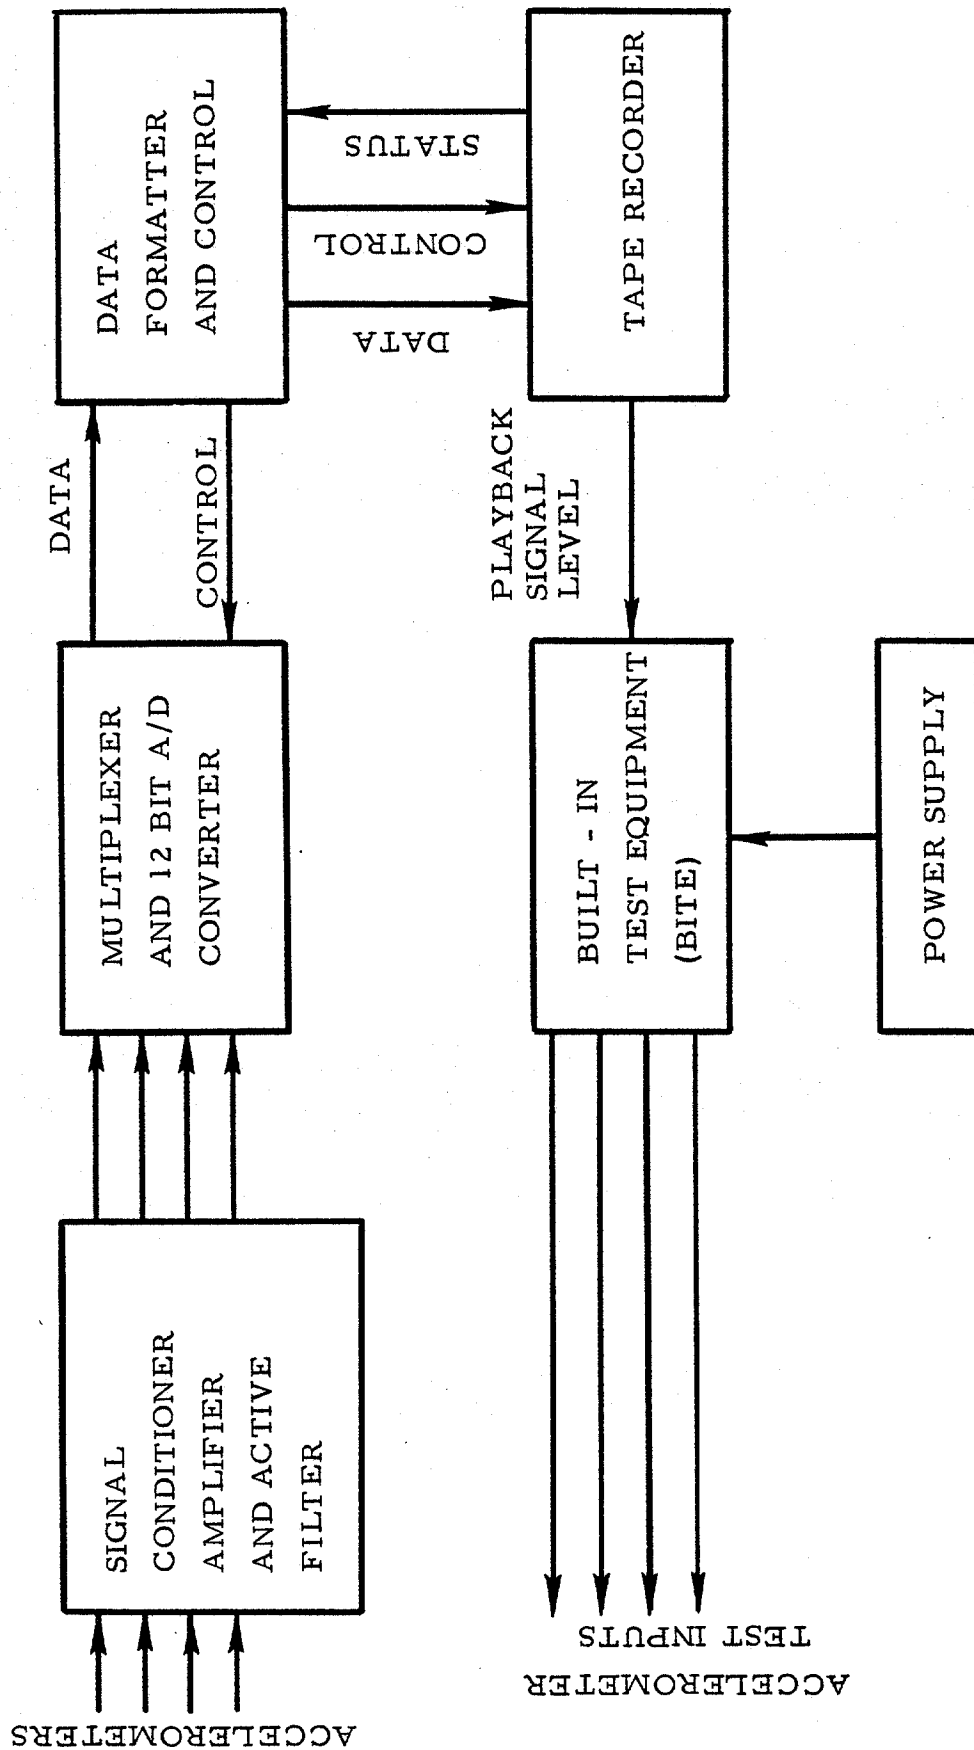 ACCELEROMETERS
SIGNAL
CONDITIONER
AMPLIFIER
AND ACTIVE
FILTER
MULTIPLEXER
AND 12 BIT A/D
CONVERTER
DATA
CONTROL
DATA
FORMATTER
AND CONTROL
DATA
CONTROL
STATUS
TAPE RECORDER
PLAYBACK
SIGNAL
LEVEL
BUILT - IN
TEST EQUIPMENT
(BITE)
ACCELEROMETER
TEST INPUTS
POWER SUPPLY